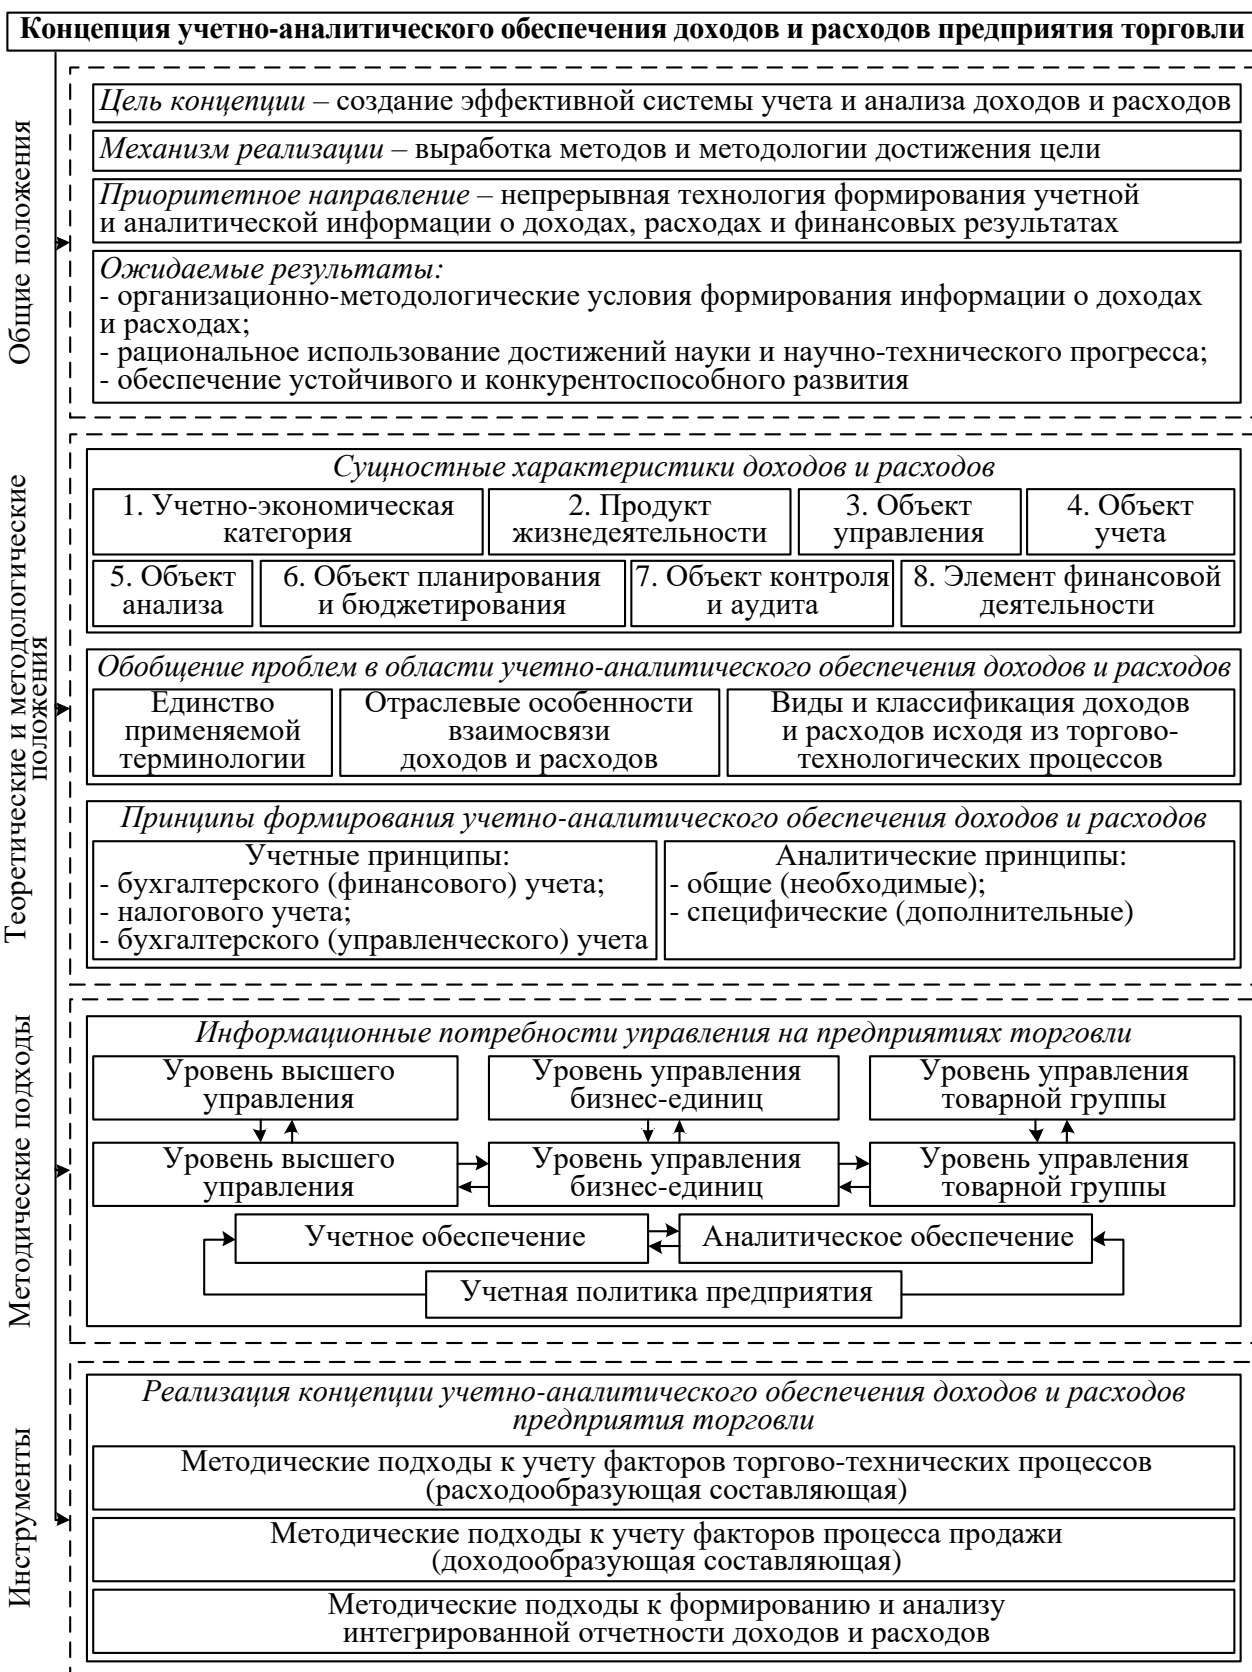 Концепция учетно-аналитического обеспечения доходов и расходов предприятия торговли
Общие положения
Цель концепции – создание эффективной системы учета и анализа доходов и расходов
Механизм реализации – выработка методов и методологии достижения цели
Приоритетное направление – непрерывная технология формирования учетной
и аналитической информации о доходах, расходах и финансовых результатах
Ожидаемые результаты:
- организационно-методологические условия формирования информации о доходах
и расходах;
- рациональное использование достижений науки и научно-технического прогресса;
- обеспечение устойчивого и конкурентоспособного развития
Теоретические и методологические
положения
Сущностные характеристики доходов и расходов
1. Учетно-экономическая
категория
2. Продукт
жизнедеятельности
3. Объект
управления
4. Объект
учета
5. Объект
анализа
6. Объект планирования
и бюджетирования
7. Объект контроля
и аудита
8. Элемент финансовой
деятельности
Обобщение проблем в области учетно-аналитического обеспечения доходов и расходов
Единство
применяемой
терминологии
Отраслевые особенности
взаимосвязи
доходов и расходов
Виды и классификация доходов
и расходов исходя из торгово-
технологических процессов
Принципы формирования учетно-аналитического обеспечения доходов и расходов
Учетные принципы:
- бухгалтерского (финансового) учета;
- налогового учета;
- бухгалтерского (управленческого) учета
Аналитические принципы:
- общие (необходимые);
- специфические (дополнительные)
Методические подходы
Информационные потребности управления на предприятиях торговли
Уровень высшего
управления
Уровень управления
бизнес-единиц
Уровень управления
товарной группы
Уровень высшего
управления
Уровень управления
бизнес-единиц
Уровень управления
товарной группы
Учетное обеспечение
Аналитическое обеспечение
Учетная политика предприятия
Инструменты
Реализация концепции учетно-аналитического обеспечения доходов и расходов
предприятия торговли
Методические подходы к учету факторов торгово-технических процессов
(расходообразующая составляющая)
Методические подходы к учету факторов процесса продажи
(доходообразующая составляющая)
Методические подходы к формированию и анализу
интегрированной отчетности доходов и расходов